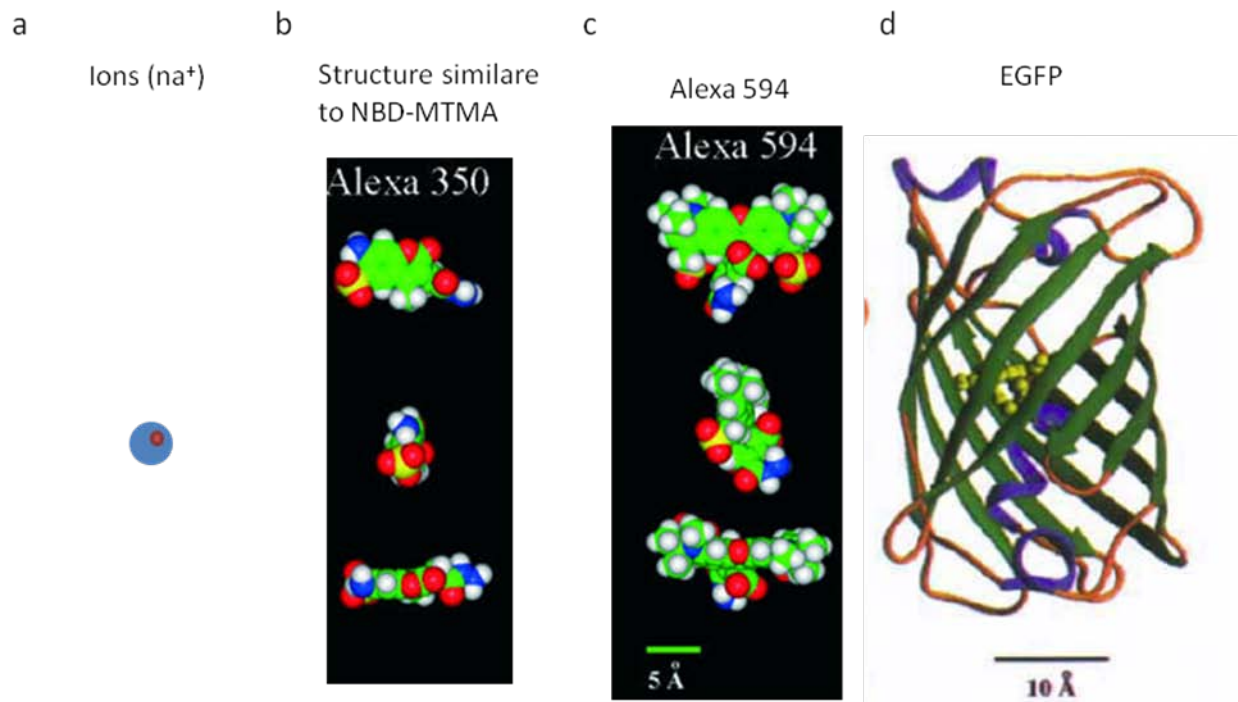 a
b
c
d
Ions (na⁺)
Structure similare
to NBD-MTMA
Alexa 594
EGFP
Alexa 350
Alexa 594
5 Å
10 Å